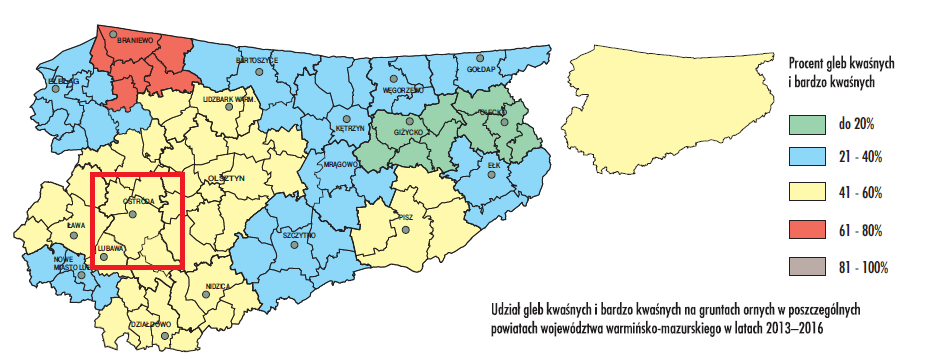 BRANIEWO
BARTOSZYCE
GOŁDAP
ELBLĄG
WĘGORZEWO
LIDZBARK WARM.
OLECKO
KĘTRZYN
GIŻYCKO
MRĄGOWO
EŁK
OLSZTYN
OSTRÓDA
PISZ
IŁAWA
SZCZYTNO
LUBAWA
NOWE
MIASTO LUB.
NIDZICA
DZIAŁDOWO
Procent gleb kwaśnych
i bardzo kwaśnych
do 20%
21 - 40%
41 - 60%
61 - 80%
81 - 100%
Udział gleb kwaśnych i bardzo kwaśnych na gruntach ornych w poszczególnych
powiatach województwa warmińsko-mazurskiego w latach 2013–2016